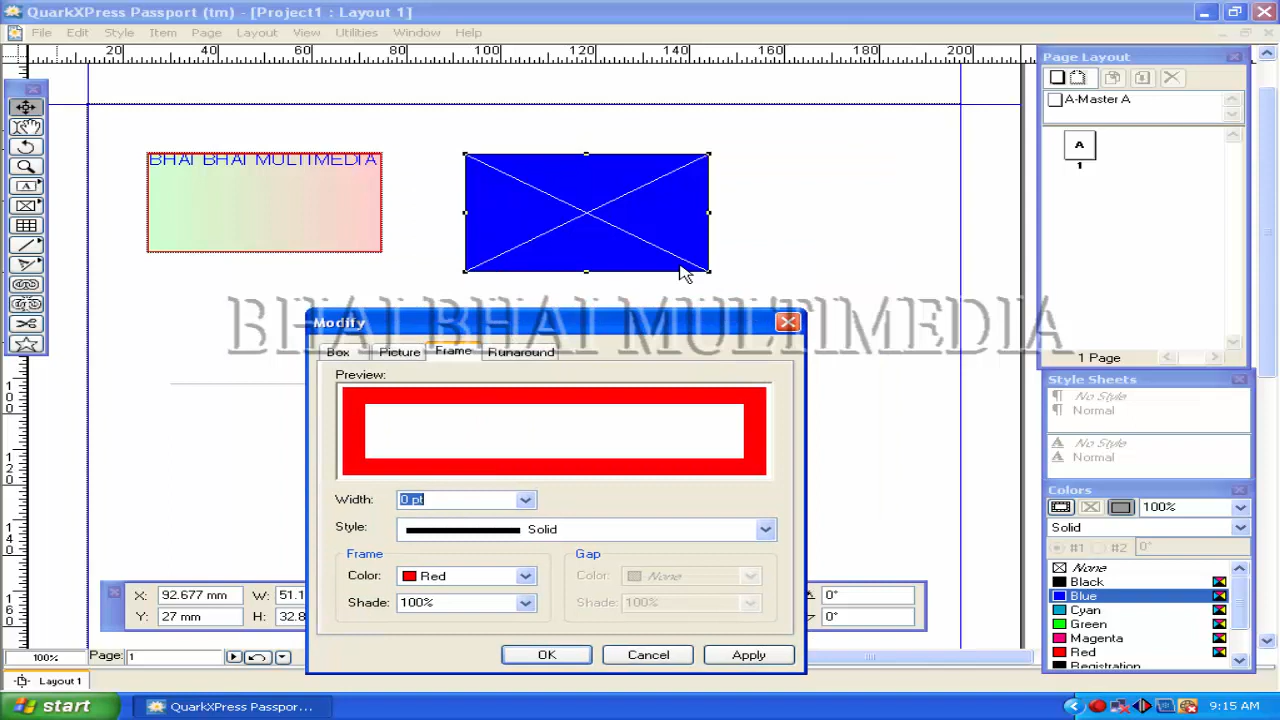 QuarkXPress Passport (tm) - [Project1 : Layout 1]
File Edit Style Item Page Layout View Utilities Window Help
20 40 60 80 100 120 140 160 180 200
Page Layout
A-Master A
A
1
1 Page
BHAI BHAI MULTIMEDIA
BHAI BHAI MULTIMEDIA
Modify
Box Picture Frame Runaround
Preview:
Width: 0 pt
Style: Solid
Frame Gap
Color: Red Color: None
Shade: 100% Shade: 100%
OK Cancel Apply
Style Sheets
No Style
Normal
No Style
Normal
Colors
100%
Solid
#1 #2 0°
None
Black
Blue
Cyan
Green
Magenta
Red
Registration
100
120
140
160
X: 92.677 mm W: 51.1 0°
Y: 27 mm H: 32.8 0°
100% Page: 1
Layout 1
start QuarkXPress Passpor... 9:15 AM